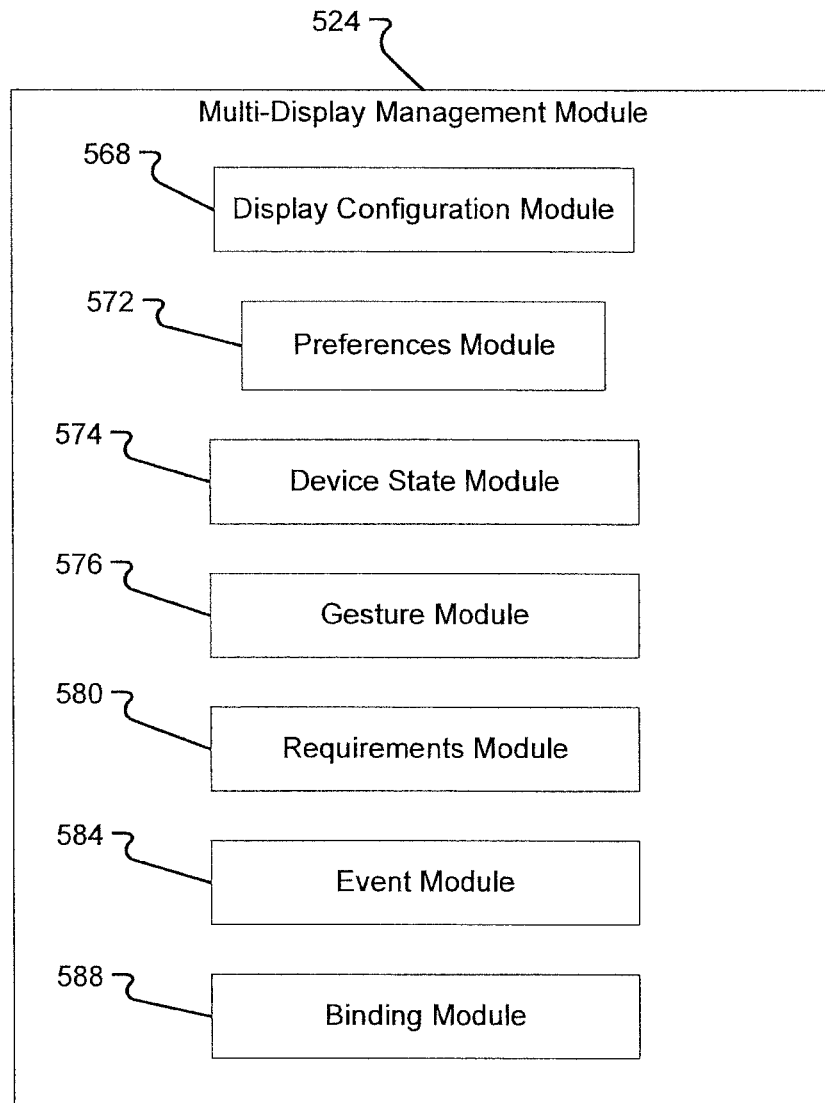 524
Multi-Display Management Module
568
Display Configuration Module
572
Preferences Module
574
Device State Module
576
Gesture Module
580
Requirements Module
584
Event Module
588
Binding Module